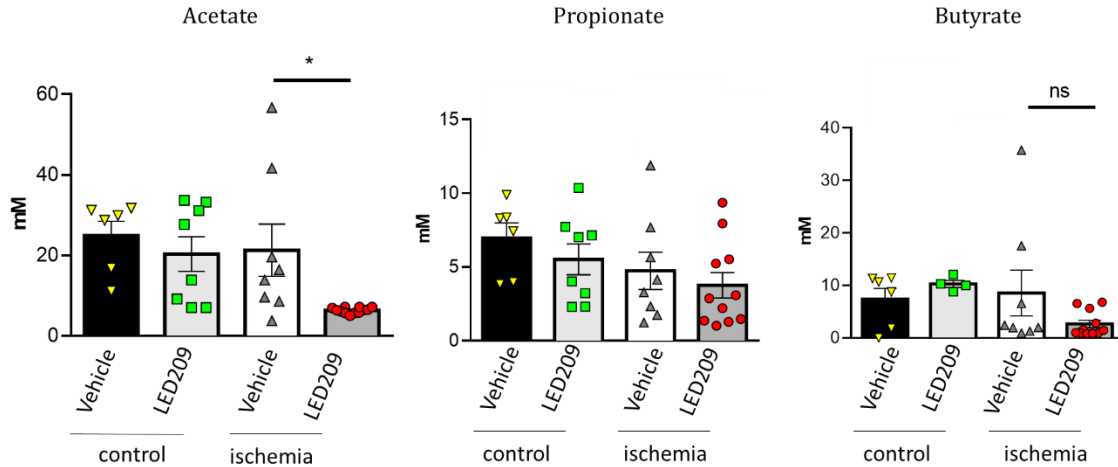 Acetate
*
60
40
20
0
mM
Vehicle
LED209
Vehicle
LED209
control
ischemia
Propionate
15
10
5
0
mM
Vehicle
LED209
Vehicle
LED209
control
ischemia
Butyrate
ns
40
30
20
10
0
mM
Vehicle
LED209
Vehicle
LED209
control
ischemia